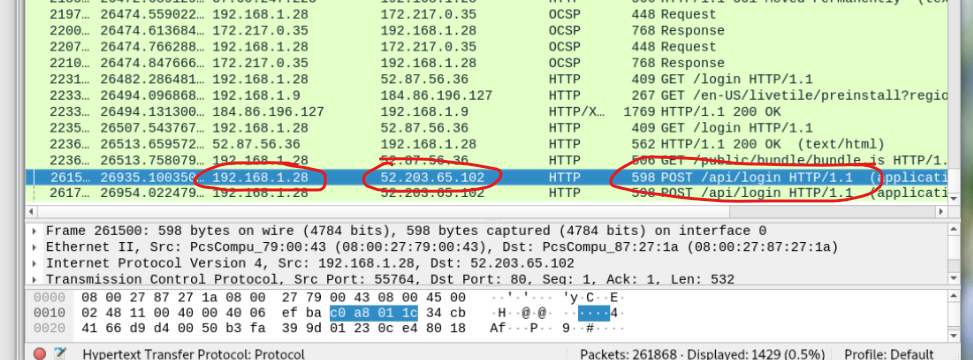 2197… 26474.559022… 192.168.1.28 172.217.0.35 OCSP 448 Request
2200… 26474.613684… 172.217.0.35 192.168.1.28 OCSP 768 Response
2207… 26474.766288… 192.168.1.28 172.217.0.35 OCSP 448 Request
2210… 26474.847666… 172.217.0.35 192.168.1.28 OCSP 768 Response
2231… 26482.286481… 192.168.1.28 52.87.56.36 HTTP 409 GET /login HTTP/1.1
2233… 26494.096868… 192.168.1.9 184.86.196.127 HTTP 267 GET /en-US/livetile/preinstall?regio
2233… 26494.131300… 184.86.196.127 192.168.1.9 HTTP/X… 1769 HTTP/1.1 200 OK
2235… 26507.543767… 192.168.1.28 52.87.56.36 HTTP 409 GET /login HTTP/1.1
2236… 26513.659572… 52.87.56.36 192.168.1.28 HTTP 562 HTTP/1.1 200 OK (text/html)
2236… 26513.758079… 192.168.1.28 52.87.56.36 HTTP GET /public/bundle/bundle.js HTTP/1.
2615… 26935.100350… 192.168.1.28 52.203.65.102 HTTP 598 POST /api/login HTTP/1.1 (applicati
2617… 26954.022479… 192.168.1.28 52.203.65.102 HTTP 598 POST /api/login HTTP/1.1 (applicati
Frame 261500: 598 bytes on wire (4784 bits), 598 bytes captured (4784 bits) on interface 0
Ethernet II, Src: PcsCompu_79:00:43 (08:00:27:79:00:43), Dst: PcsCompu_87:27:1a (08:00:27:87:27:1a)
Internet Protocol Version 4, Src: 192.168.1.28, Dst: 52.203.65.102
Transmission Control Protocol, Src Port: 55764, Dst Port: 80, Seq: 1, Ack: 1, Len: 532
0000 08 00 27 87 27 1a 08 00 27 79 00 43 08 00 45 00 ··'·'··· 'y·C··E·
0010 02 48 11 00 40 00 40 06 ef ba c0 a8 01 1c 34 cb ·H··@·@· ······4·
0020 41 66 d9 d4 00 50 b3 fa 39 9d 01 23 0c e4 80 18 Af···P·· 9··#····
Hypertext Transfer Protocol: Protocol Packets: 261868 · Displayed: 1429 (0.5%) Profile: Default